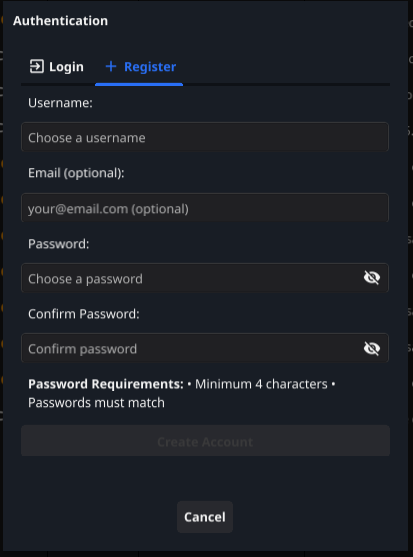 Authentication
Login
Register
Username:
Choose a username
Email (optional):
your@email.com (optional)
Password:
Choose a password
Confirm Password:
Confirm password
Password Requirements: • Minimum 4 characters •
Passwords must match
Create Account
Cancel